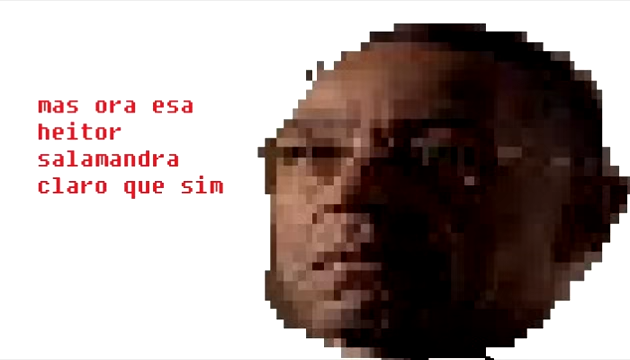 mas ora esa
heitor
salamandra
claro que sim